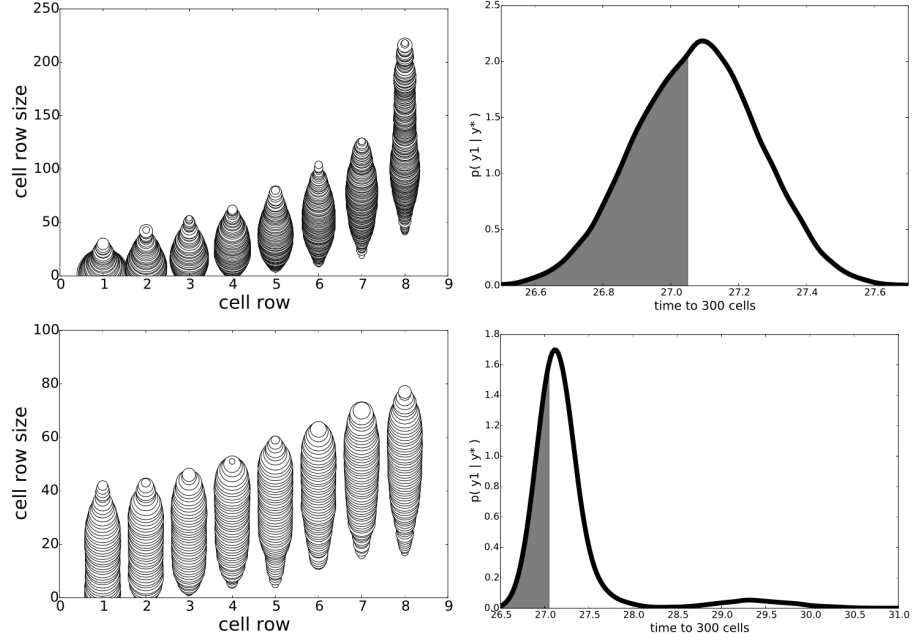 250
200
150
100
50
0
cell row size
0 1 2 3 4 5 6 7 8 9
cell row
2.5
2.0
1.5
1.0
0.5
0.0
p( y1 | y* )
26.6 26.8 27.0 27.2 27.4 27.6
time to 300 cells
100
80
60
40
20
0
cell row size
0 1 2 3 4 5 6 7 8 9
cell row
1.8
1.6
1.4
1.2
1.0
0.8
0.6
0.4
0.2
0.0
p( y1 | y* )
26.5 27.0 27.5 28.0 28.5 29.0 29.5 30.0 30.5 31.0
time to 300 cells